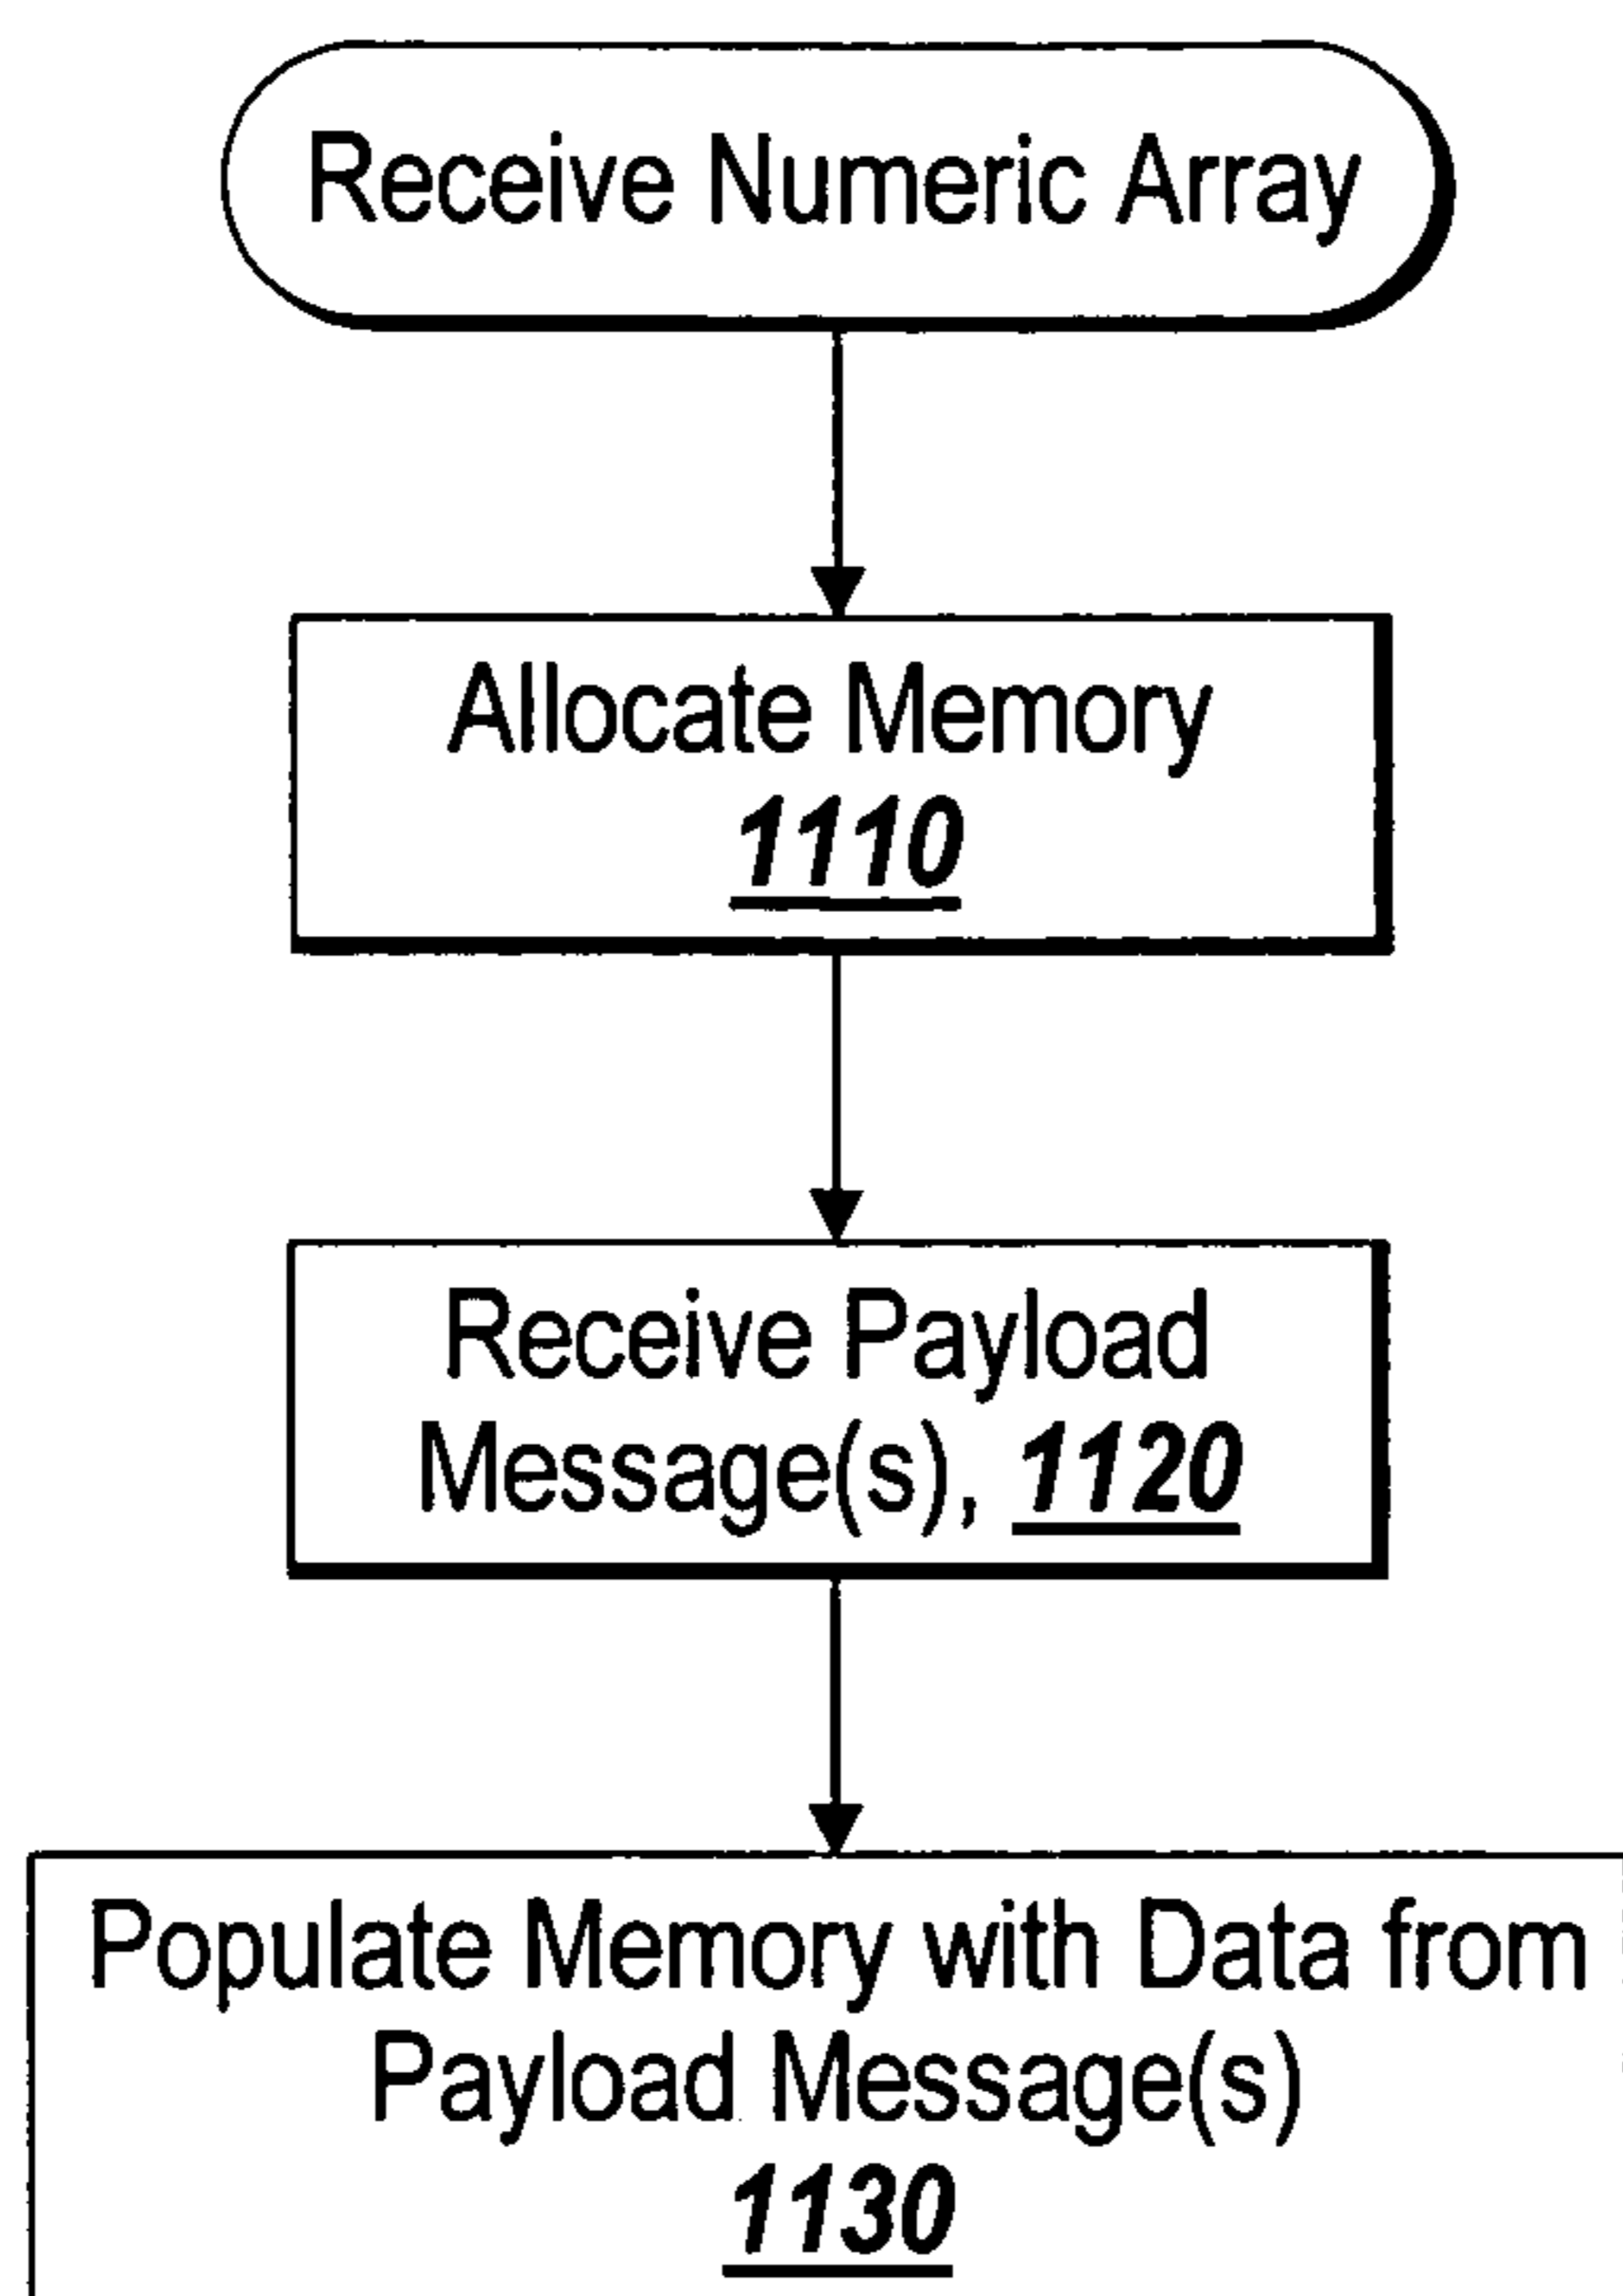 Receive Numeric Array
Allocate Memory
1110
Receive Payload
Message(s), 1120
Populate Memory with Data from
Payload Message(s)
1130